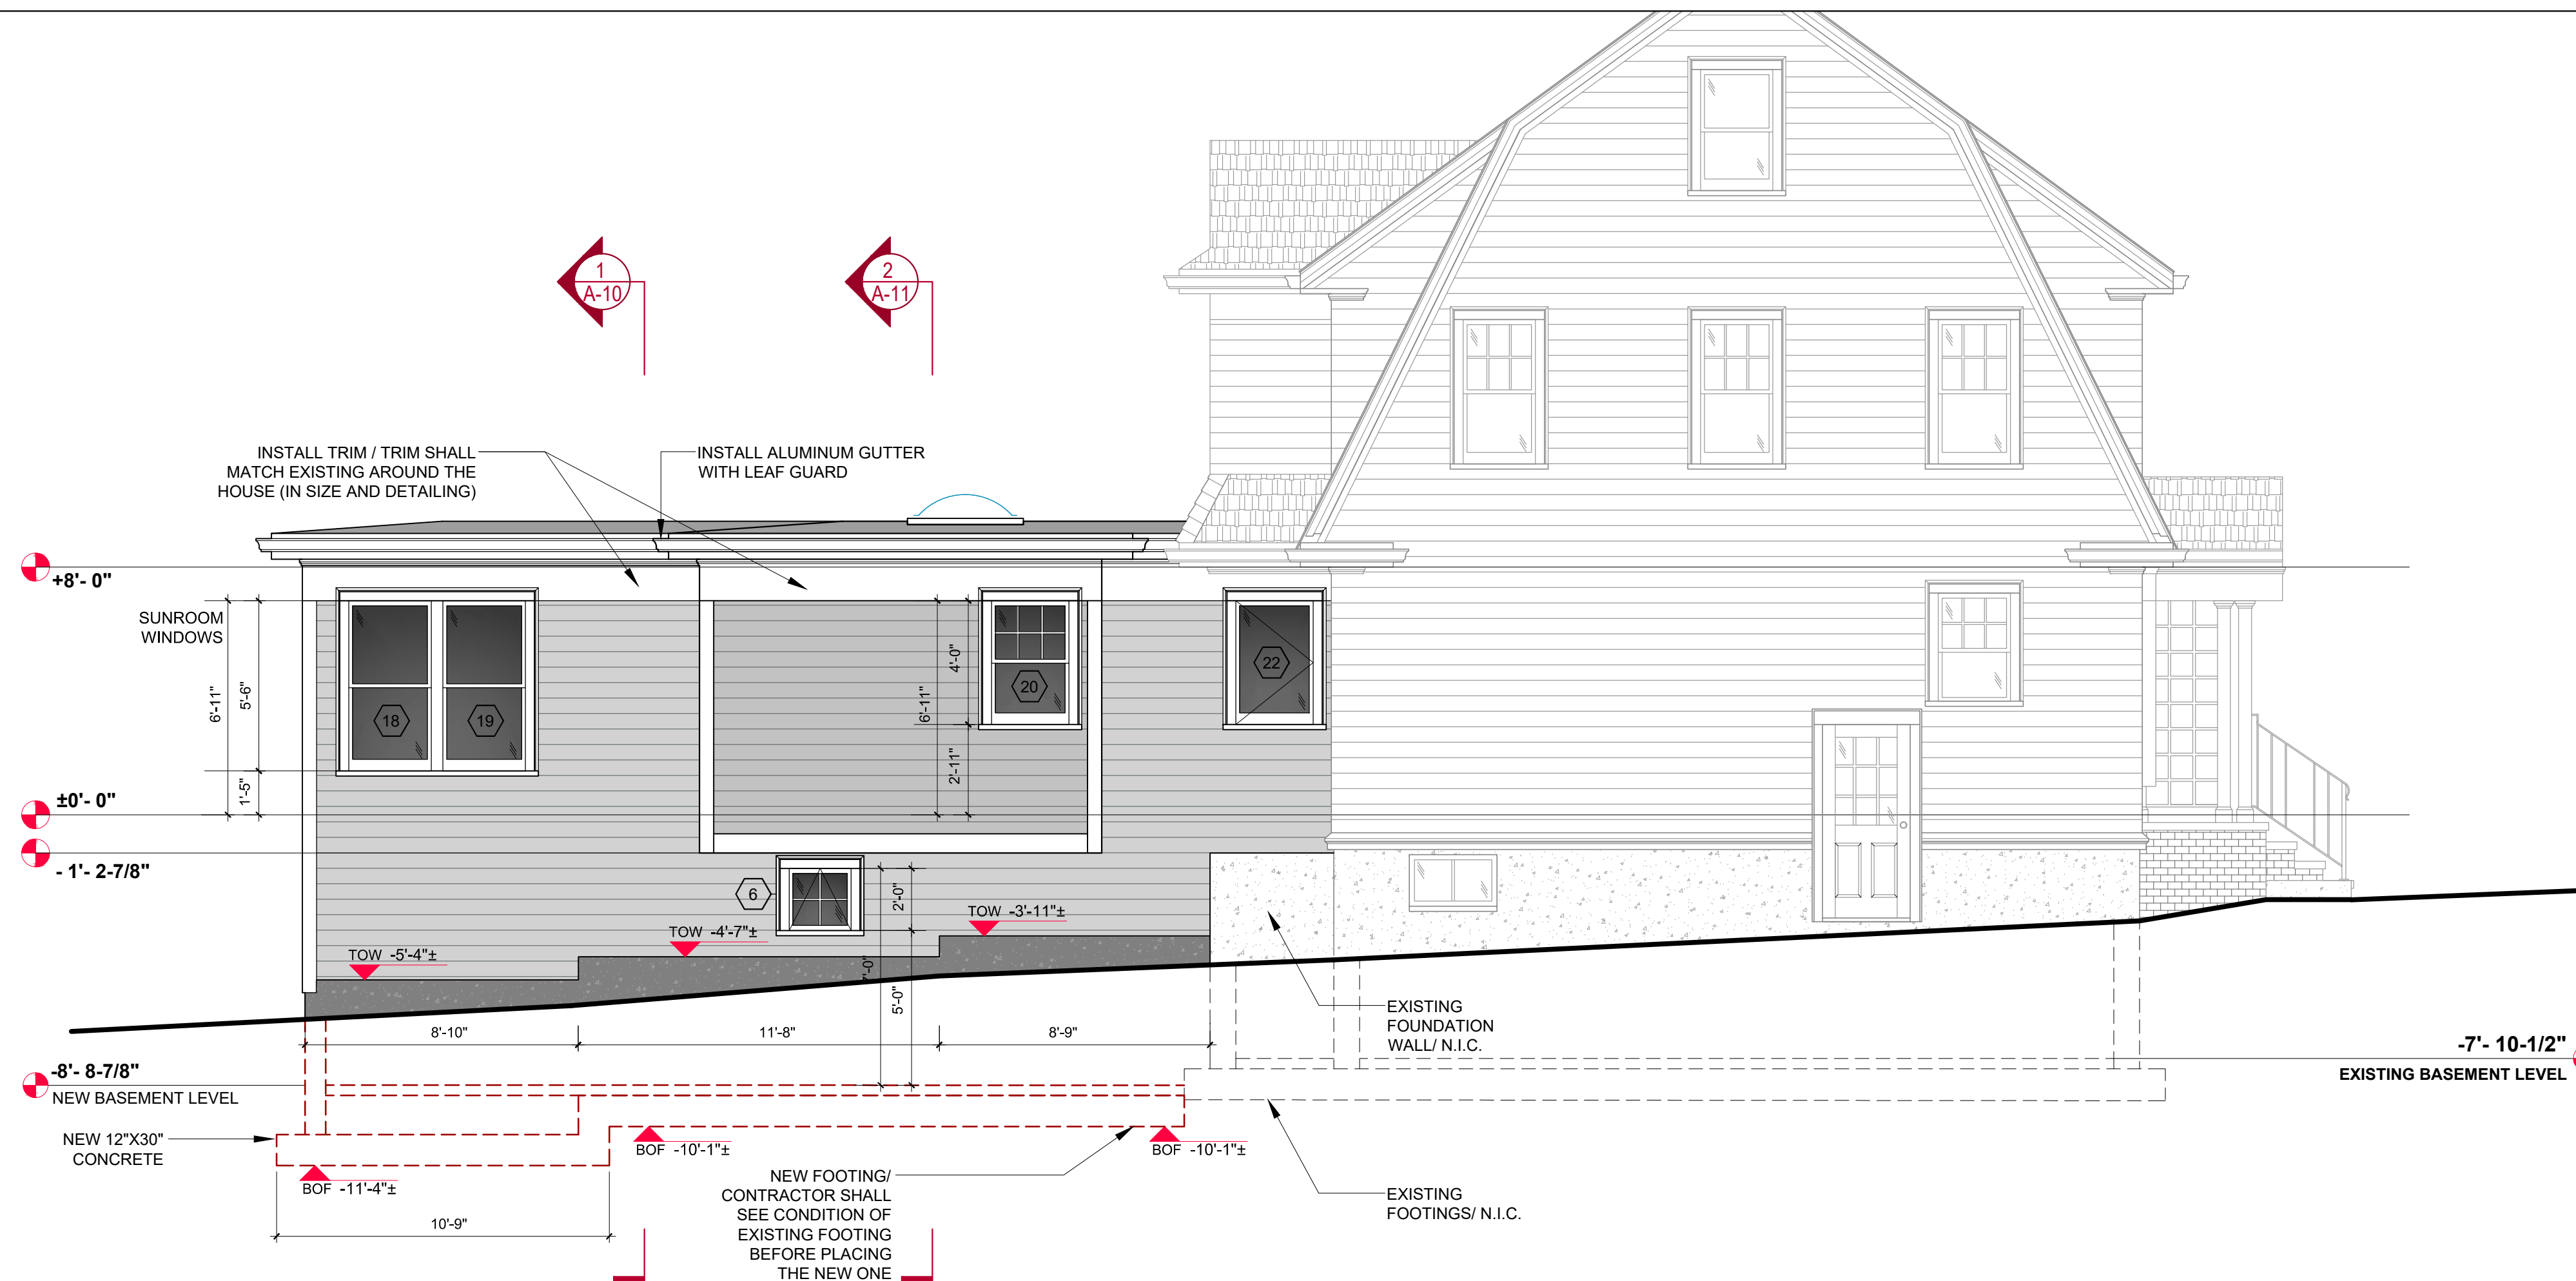 1
A-10
2
A-11
INSTALL TRIM / TRIM SHALL
MATCH EXISTING AROUND THE
HOUSE (IN SIZE AND DETAILING)
INSTALL ALUMINUM GUTTER
WITH LEAF GUARD
+8'- 0"
SUNROOM
WINDOWS
6'-11"
5'-6"
1'-5"
18
19
6'-11"
4'-0"
2'-11"
20
22
±0'- 0"
- 1'- 2-7/8"
6
2'-0"
5'-0"
TOW -5'-4"±
TOW -4'-7"±
TOW -3'-11"±
8'-10"
11'-8"
8'-9"
EXISTING
FOUNDATION
WALL/ N.I.C.
-8'- 8-7/8"
NEW BASEMENT LEVEL
-7'- 10-1/2"
EXISTING BASEMENT LEVEL
NEW 12"X30"
CONCRETE
BOF -11'-4"±
BOF -10'-1"±
BOF -10'-1"±
10'-9"
NEW FOOTING/
CONTRACTOR SHALL
SEE CONDITION OF
EXISTING FOOTING
BEFORE PLACING
THE NEW ONE
EXISTING
FOOTINGS/ N.I.C.